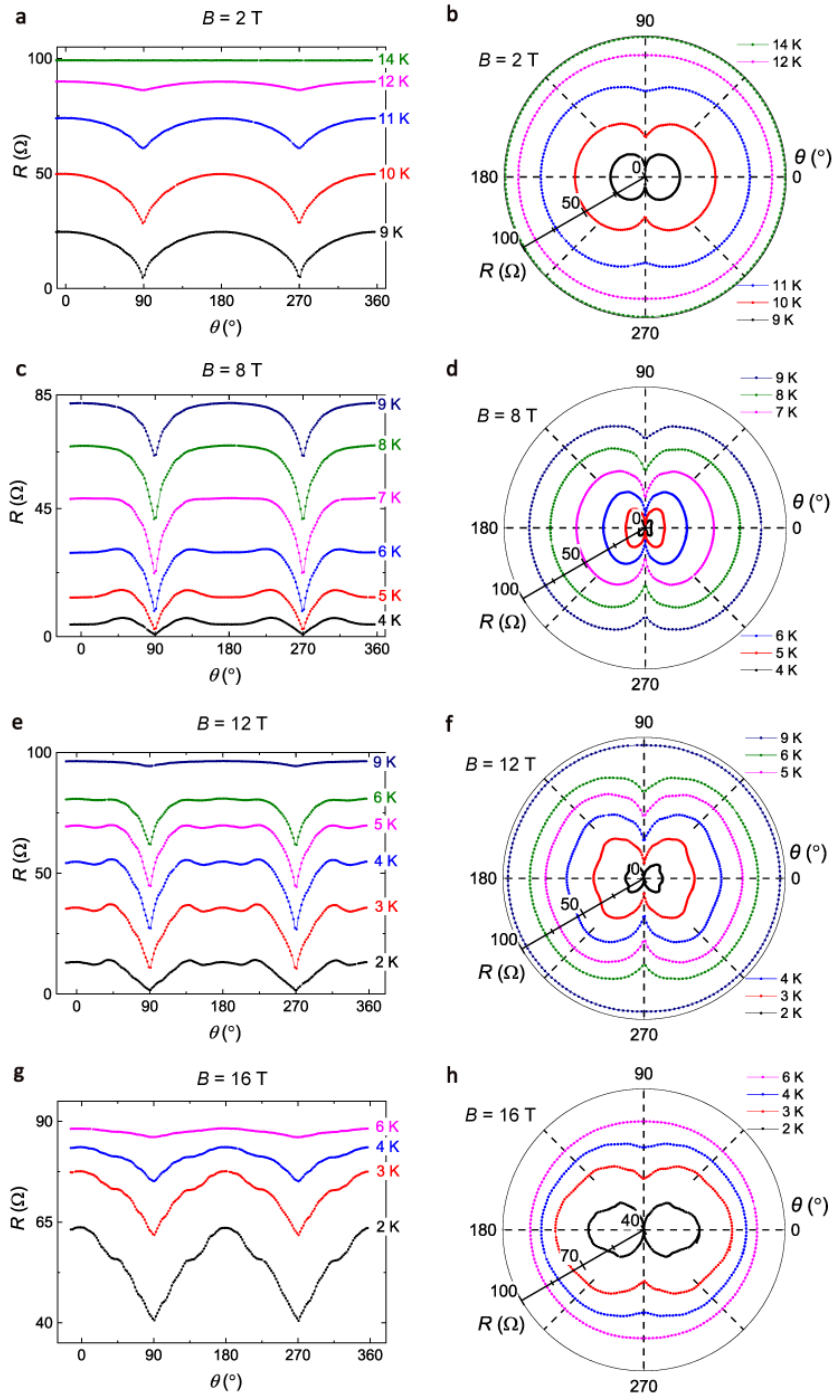 a
B = 2 T
100
50
0
R (Ω)
14 K
12 K
11 K
10 K
9 K
0
90
180
270
360
θ (°)
b
B = 2 T
90
14 K
12 K
θ (°)
180
0
0
50
100
R (Ω)
11 K
10 K
9 K
270
c
B = 8 T
85
45
0
R (Ω)
9 K
8 K
7 K
6 K
5 K
4 K
0
90
180
270
360
θ (°)
d
B = 8 T
90
9 K
8 K
7 K
θ (°)
180
0
0
50
100
R (Ω)
6 K
5 K
4 K
270
e
B = 12 T
100
50
0
R (Ω)
9 K
6 K
5 K
4 K
3 K
2 K
0
90
180
270
360
θ (°)
f
B = 12 T
90
9 K
6 K
5 K
θ (°)
180
0
0
50
100
R (Ω)
4 K
3 K
2 K
270
g
B = 16 T
90
65
40
R (Ω)
6 K
4 K
3 K
2 K
0
90
180
270
360
θ (°)
h
B = 16 T
90
6 K
4 K
3 K
2 K
θ (°)
180
0
40
70
100
R (Ω)
270